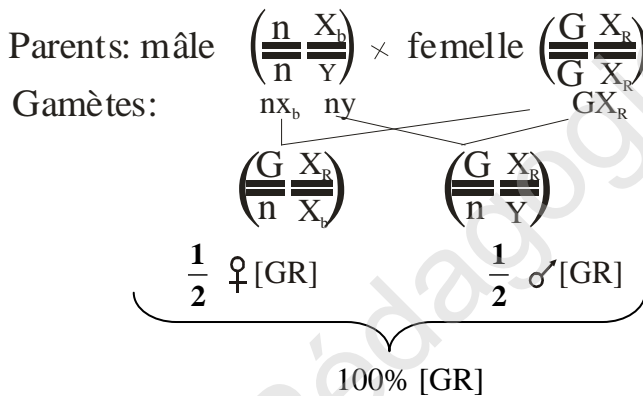 Parents: mâle (n/n X_b/Y) × femelle (G/G X_R/X_R)
Gamètes: nx_b ny GX_R
(G/n X_R/X_b) (G/n X_R/Y)
1/2 ♀ [GR] 1/2 ♂ [GR]
100% [GR]